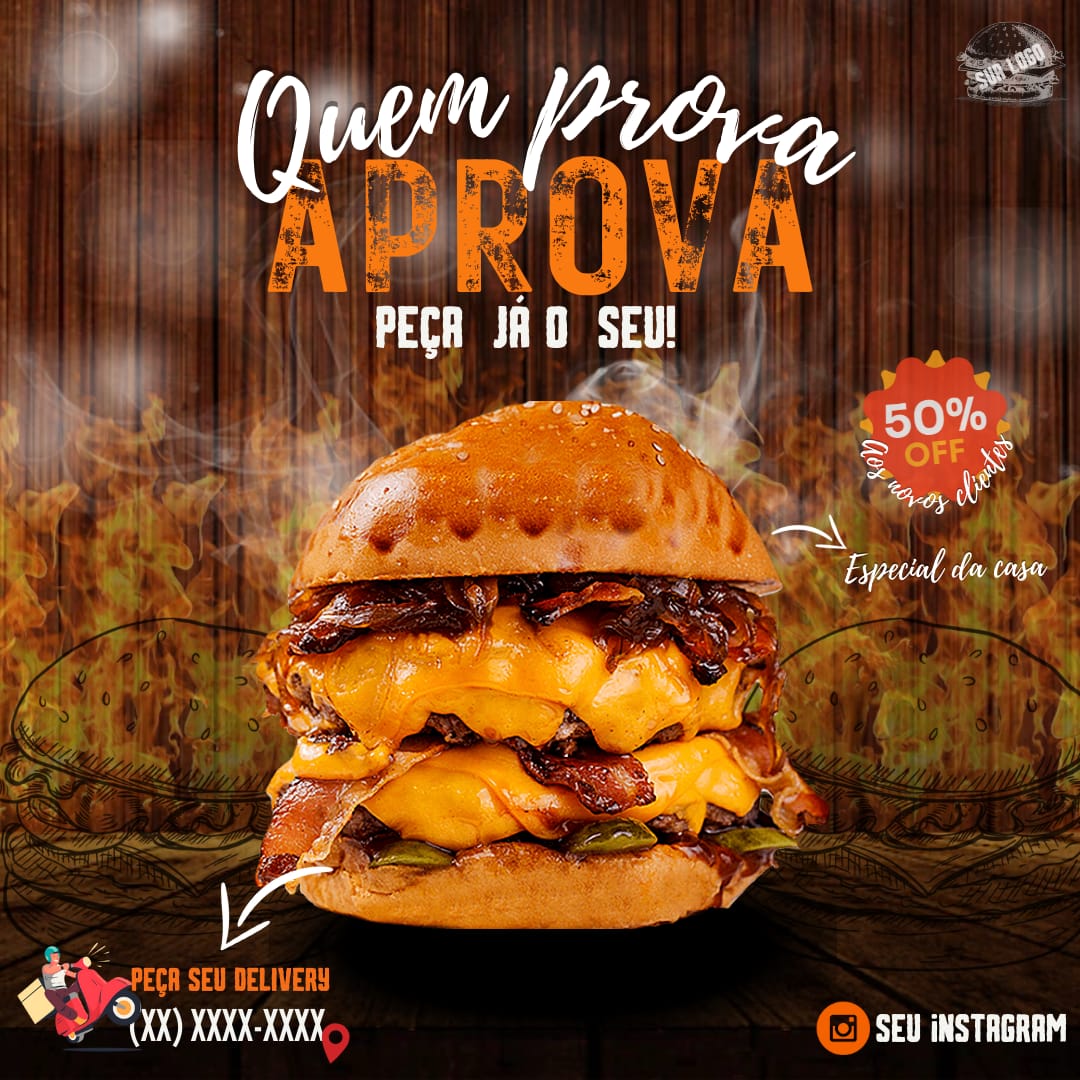 SUA LOGO
Quem prova
APROVA
PEÇA JÁ O SEU!
50%
OFF
Aos novos clientes
Especial da casa
PEÇA SEU DELIVERY
(XX) XXXX-XXXX
SEU INSTAGRAM